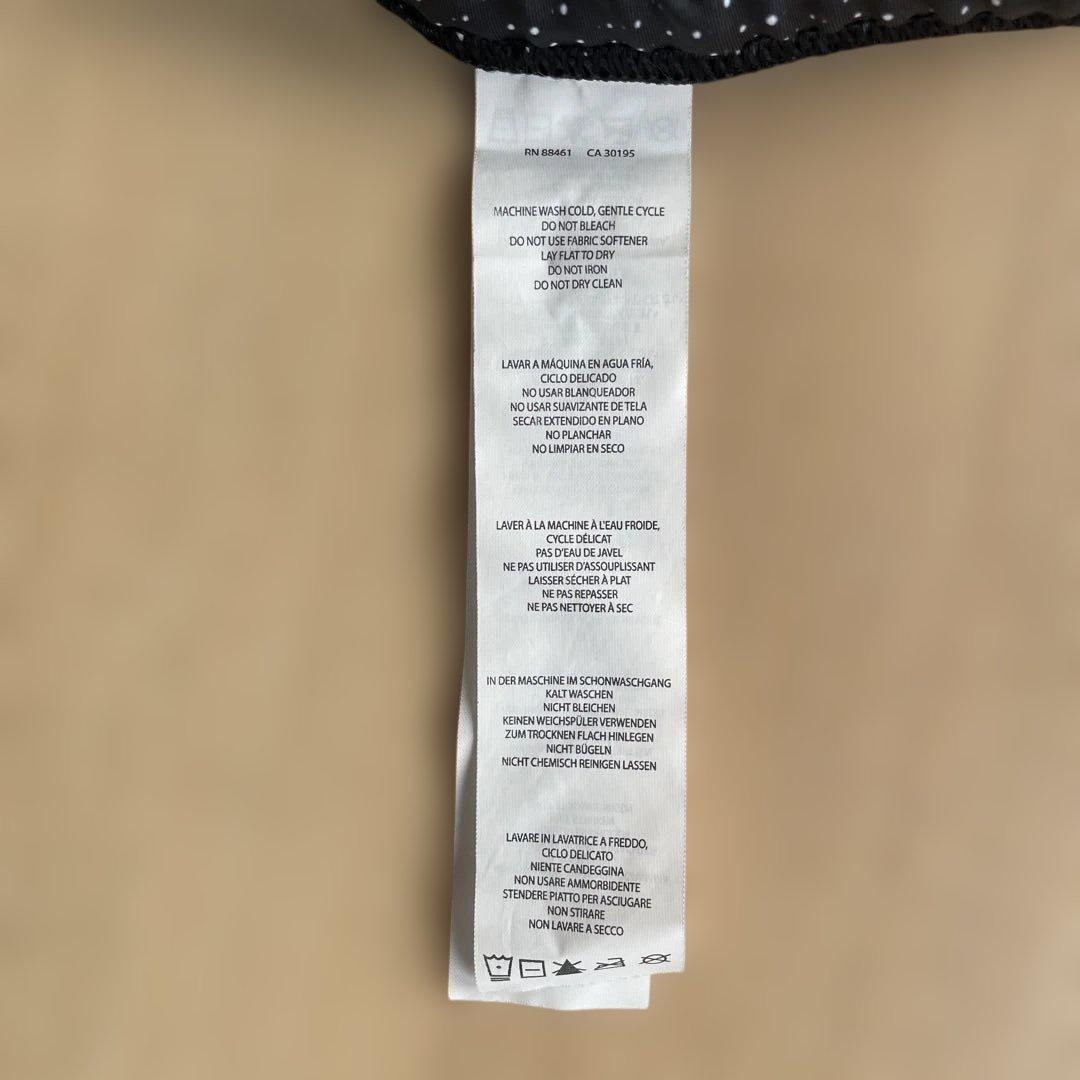 RN 88461 CA 30195
MACHINE WASH COLD, GENTLE CYCLE
DO NOT BLEACH
DO NOT USE FABRIC SOFTENER
LAY FLAT TO DRY
DO NOT IRON
DO NOT DRY CLEAN
LAVAR A MÁQUINA EN AGUA FRÍA,
CICLO DELICADO
NO USAR BLANQUEADOR
NO USAR SUAVIZANTE DE TELA
SECAR EXTENDIDO EN PLANO
NO PLANCHAR
NO LIMPIAR EN SECO
LAVER À LA MACHINE À L'EAU FROIDE,
CYCLE DÉLICAT
PAS D'EAU DE JAVEL
NE PAS UTILISER D'ASSOUPLISSANT
LAISSER SÉCHER À PLAT
NE PAS REPASSER
NE PAS NETTOYER À SEC
IN DER MASCHINE IM SCHONWASCHGANG
KALT WASCHEN
NICHT BLEICHEN
KEINEN WEICHSPÜLER VERWENDEN
ZUM TROCKNEN FLACH HINLEGEN
NICHT BÜGELN
NICHT CHEMISCH REINIGEN LASSEN
LAVARE IN LAVATRICE A FREDDO,
CICLO DELICATO
NIENTE CANDEGGINA
NON USARE AMMORBIDENTE
STENDERE PIATTO PER ASCIUGARE
NON STIRARE
NON LAVARE A SECCO